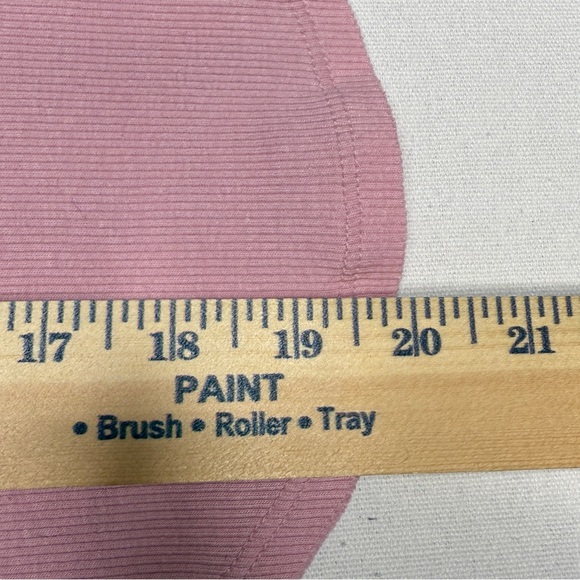 17 18 19 20 21
PAINT
• Brush • Roller • Tray